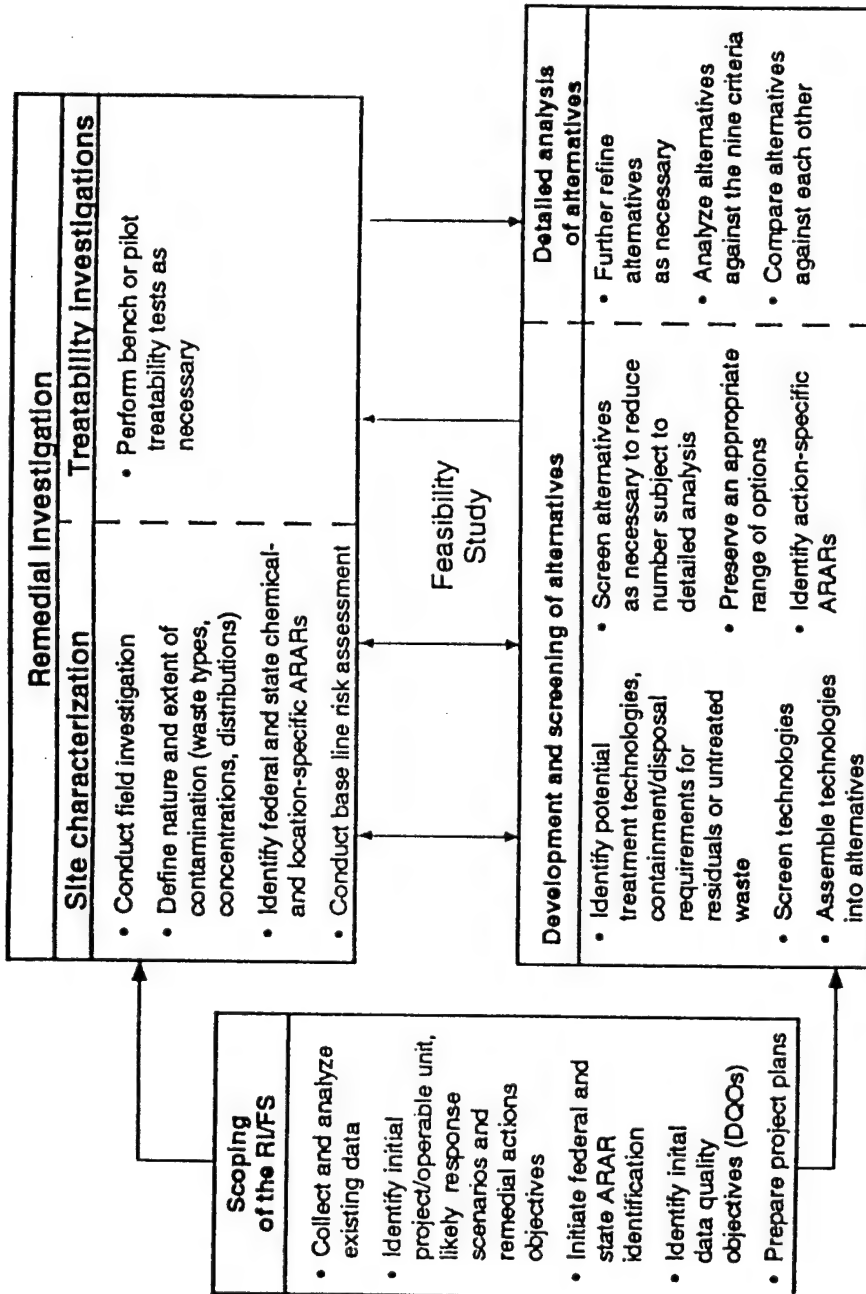 Scoping
of the RI/FS
• Collect and analyze
existing data
• Identify initial
project/operable unit,
likely response
scenarios and
remedial actions
objectives
• Initiate federal and
state ARAR
identification
• Identify inital
data quality
objectives (DQOs)
• Prepare project plans
Remedial Investigation
Site characterization
• Conduct field investigation
• Define nature and extent of
contamination (waste types,
concentrations, distributions)
• Identify federal and state chemical-
and location-specific ARARs
• Conduct base line risk assessment
Treatability Investigations
• Perform bench or pilot
treatability tests as
necessary
Feasibility
Study
Development and screening of alternatives
• Identify potential
treatment technologies,
containment/disposal
requirements for
residuals or untreated
waste
• Screen technologies
• Assemble technologies
into alternatives
• Screen alternatives
as necessary to reduce
number subject to
detailed analysis
• Preserve an appropriate
range of options
• Identify action-specific
ARARs
Detailed analysis
of alternatives
• Further refine
alternatives
as necessary
• Analyze alternatives
against the nine criteria
• Compare alternatives
against each other